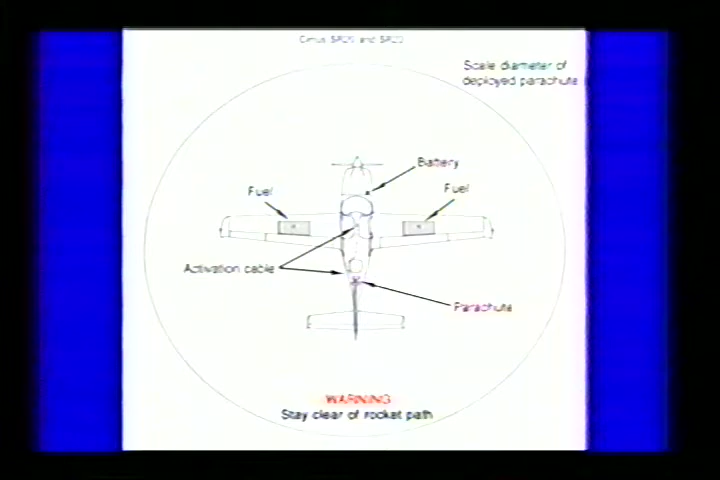 Cirrus SR20 and SR22
Scale diameter of
deployed parachute
Battery
Fuel
Fuel
Activation cable
Parachute
WARNING
Stay clear of rocket path